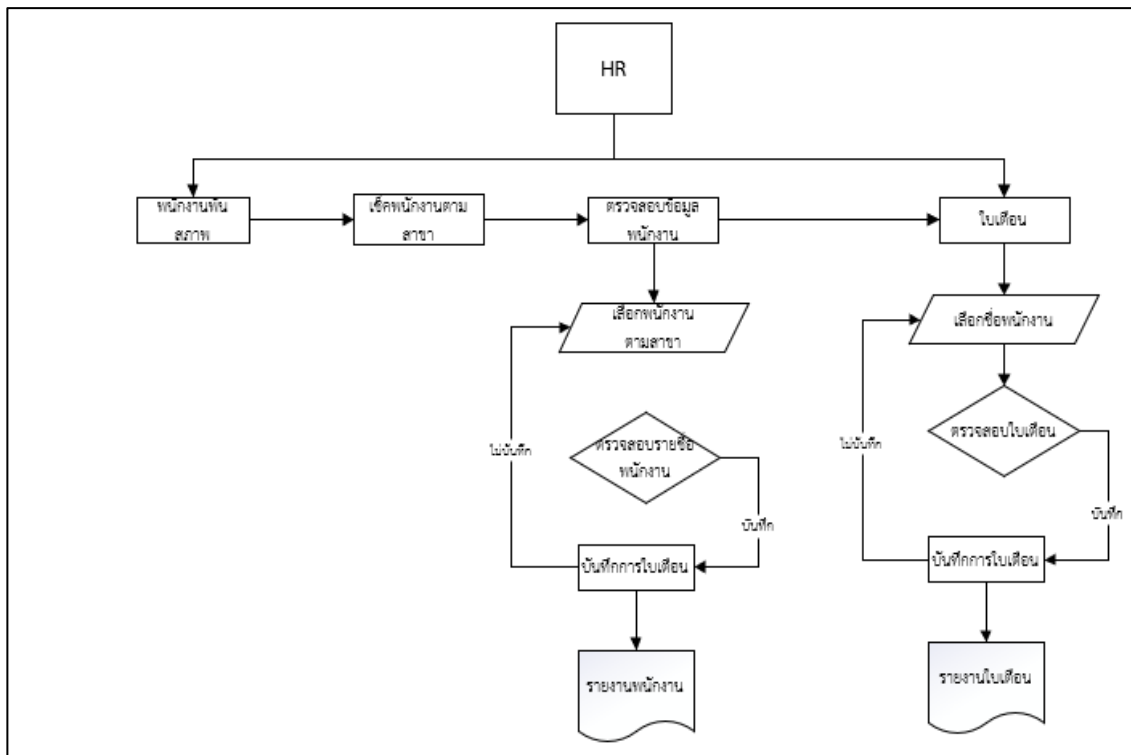 HR
พนักงานพ้น
สภาพ
เช็คพนักงานตาม
สาขา
ตรวจสอบข้อมูล
พนักงาน
ใบเตือน
เลือกพนักงาน
ตามสาขา
เลือกชื่อพนักงาน
ตรวจสอบรายชื่อ
พนักงาน
ตรวจสอบใบเตือน
ไม่บันทึก
บันทึก
ไม่บันทึก
บันทึก
บันทึกการใบเตือน
บันทึกการใบเตือน
รายงานพนักงาน
รายงานใบเตือน